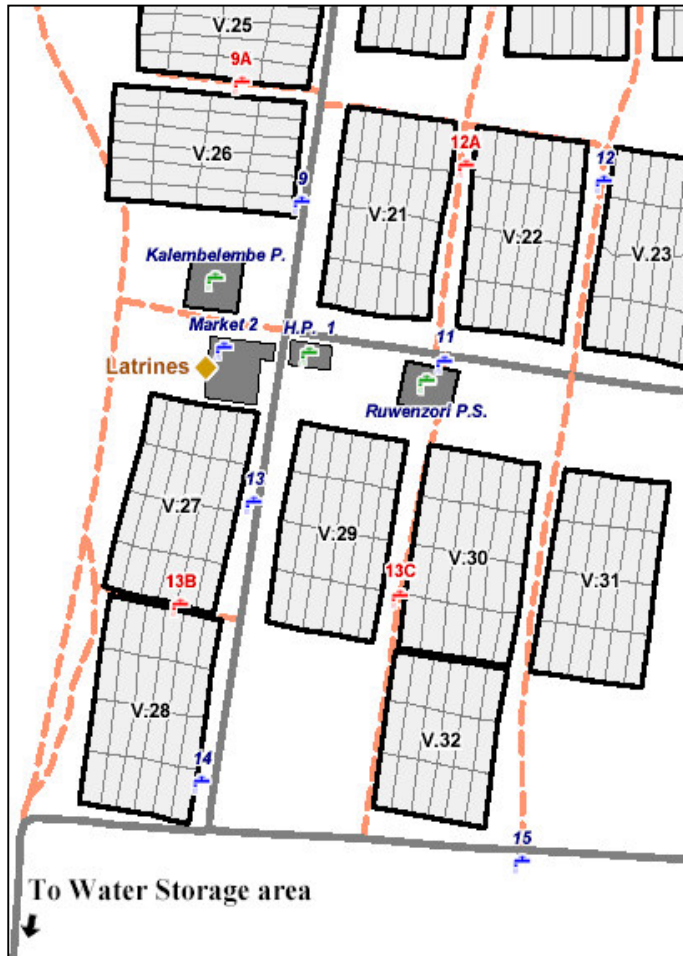 V.25
9A
V.26
9
12A
12
V.21
V.22
V.23
Kalembelembe P.
Market 2
H.P. 1
11
Latrines
Ruwenzori P.S.
13
V.27
V.29
V.30
V.31
13B
13C
V.28
V.32
14
15
To Water Storage area